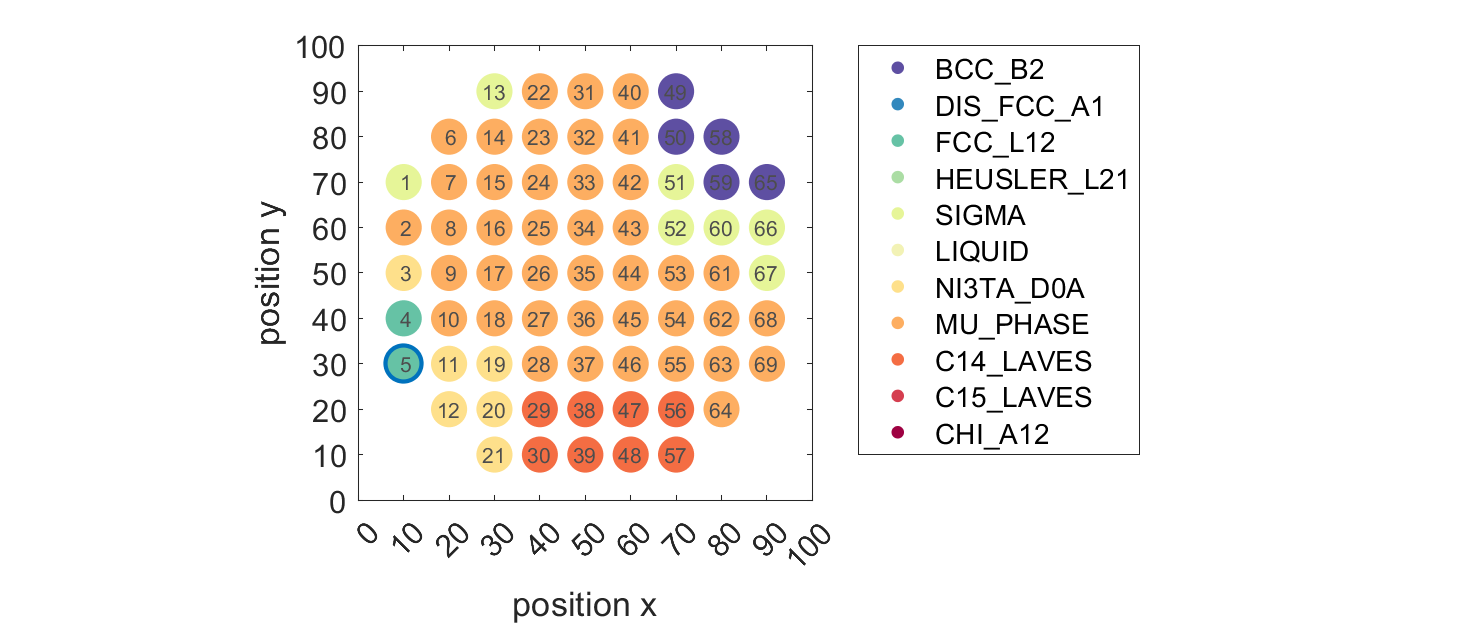 100
90
80
70
60
50
40
30
20
10
0
position y
13 22 31 40 49
6 14 23 32 41 50 58
1 7 15 24 33 42 51 59 65
2 8 16 25 34 43 52 60 66
3 9 17 26 35 44 53 61 67
4 10 18 27 36 45 54 62 68
5 11 19 28 37 46 55 63 69
12 20 29 38 47 56 64
21 30 39 48 57
0 10 20 30 40 50 60 70 80 90 100
position x
BCC_B2
DIS_FCC_A1
FCC_L12
HEUSLER_L21
SIGMA
LIQUID
NI3TA_D0A
MU_PHASE
C14_LAVES
C15_LAVES
CHI_A12